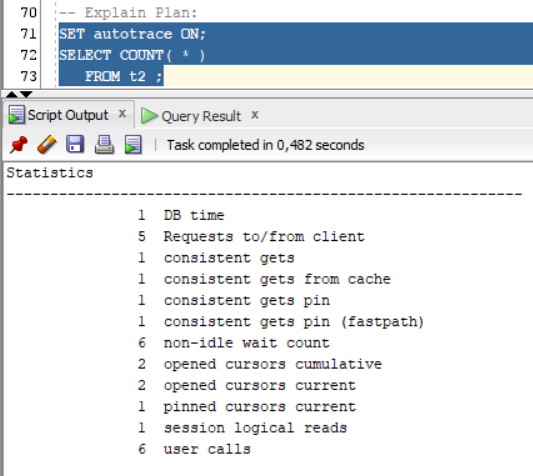 70 -- Explain Plan:
71 SET autotrace ON;
72 SELECT COUNT( * )
73 FROM t2 ;
Script Output x Query Result x
Task completed in 0,482 seconds
Statistics
-----------------------------------------------------------
1 DB time
5 Requests to/from client
1 consistent gets
1 consistent gets from cache
1 consistent gets pin
1 consistent gets pin (fastpath)
6 non-idle wait count
2 opened cursors cumulative
2 opened cursors current
1 pinned cursors current
1 session logical reads
6 user calls